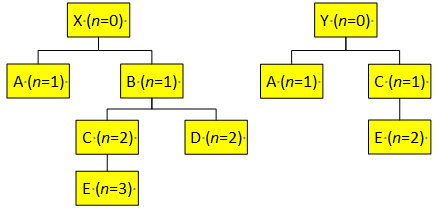 X (n=0) Y (n=0)
A (n=1) B (n=1) A (n=1) C (n=1)
C (n=2) D (n=2) E (n=2)
E (n=3)